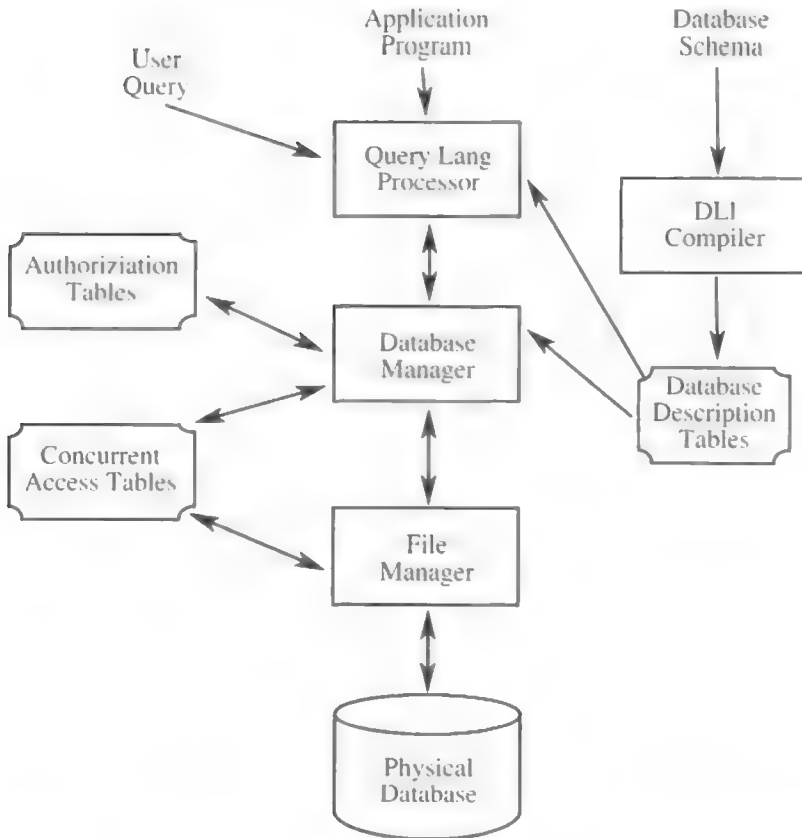 Application
Program
Database
Schema
User
Query
Query Lang
Processor
DLI
Compiler
Authoriziation
Tables
Database
Manager
Database
Description
Tables
Concurrent
Access Tables
File
Manager
Physical
Database